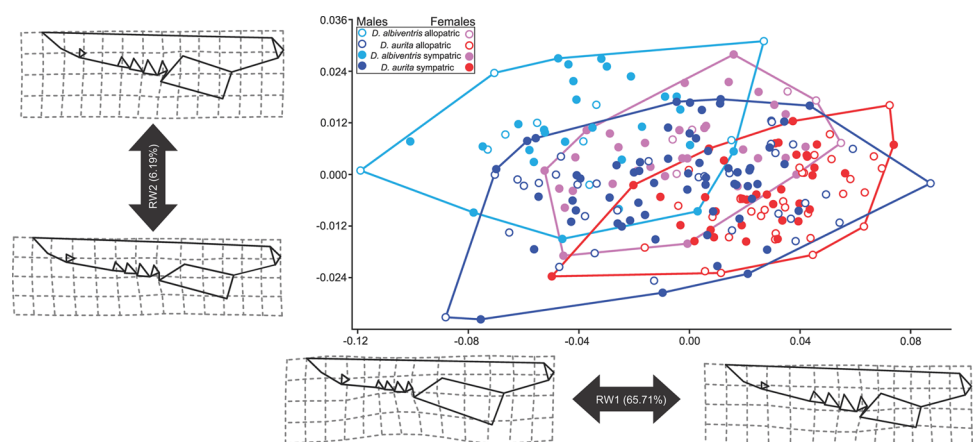 Males Females
D. albiventris allopatric
D. aurita allopatric
D. albiventris sympatric
D. aurita sympatric
0.036
0.024
0.012
0.000
-0.012
-0.024
-0.12
-0.04
0.00
0.04
0.08
RW2 (6.19%)
RW1 (65.71%)